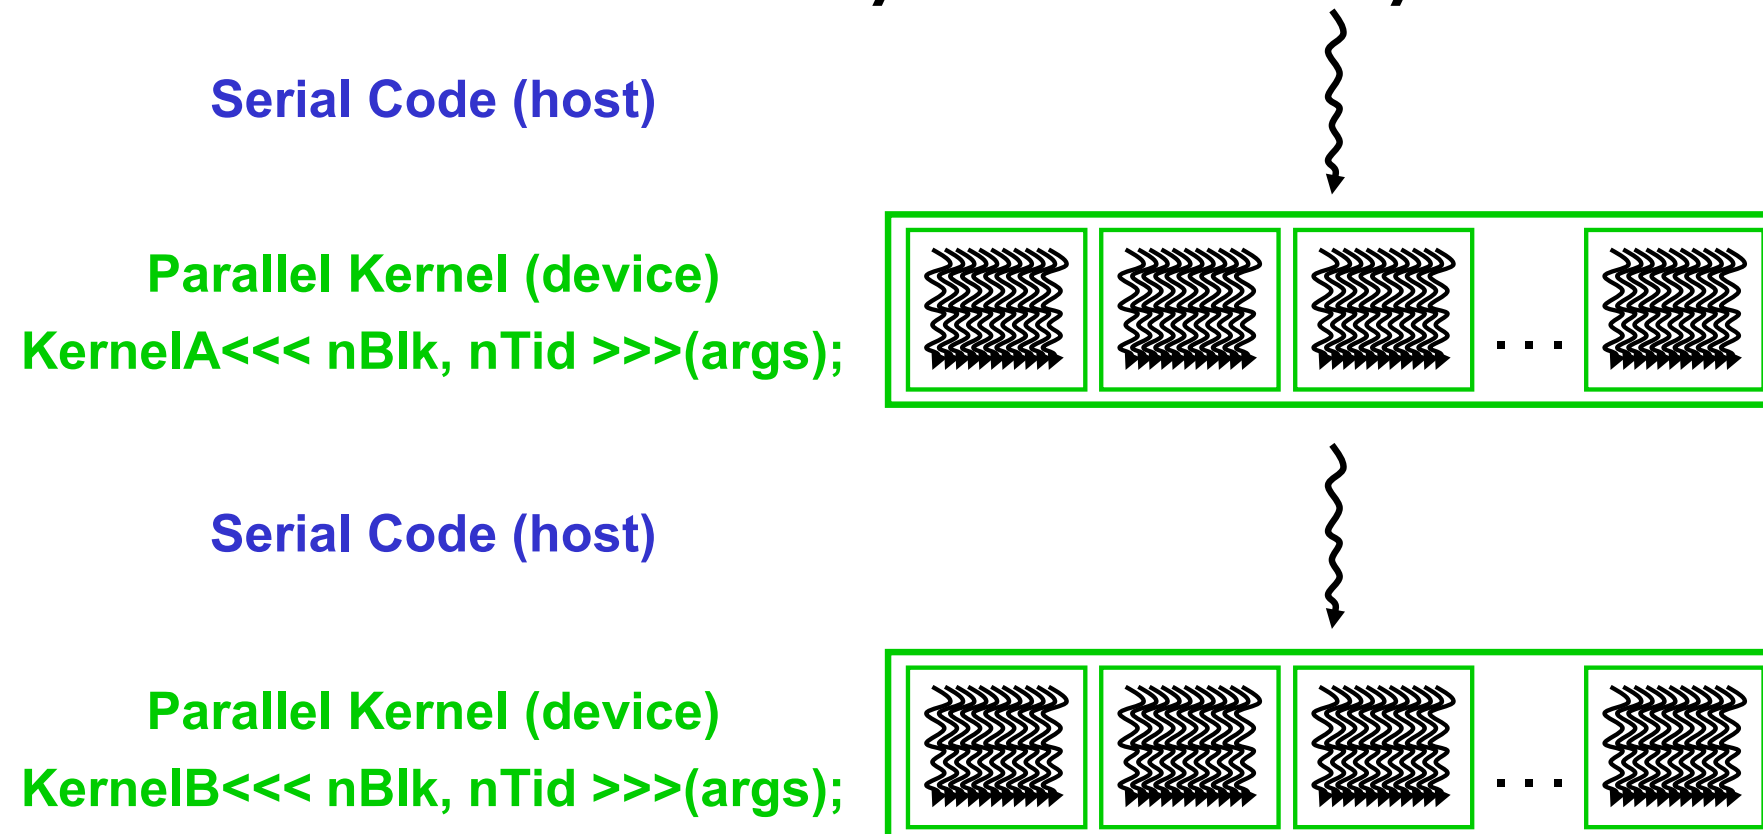 Serial Code (host)
Parallel Kernel (device)
KernelA<<< nBlk, nTid >>>(args);
. . .
Serial Code (host)
Parallel Kernel (device)
KernelB<<< nBlk, nTid >>>(args);
. . .